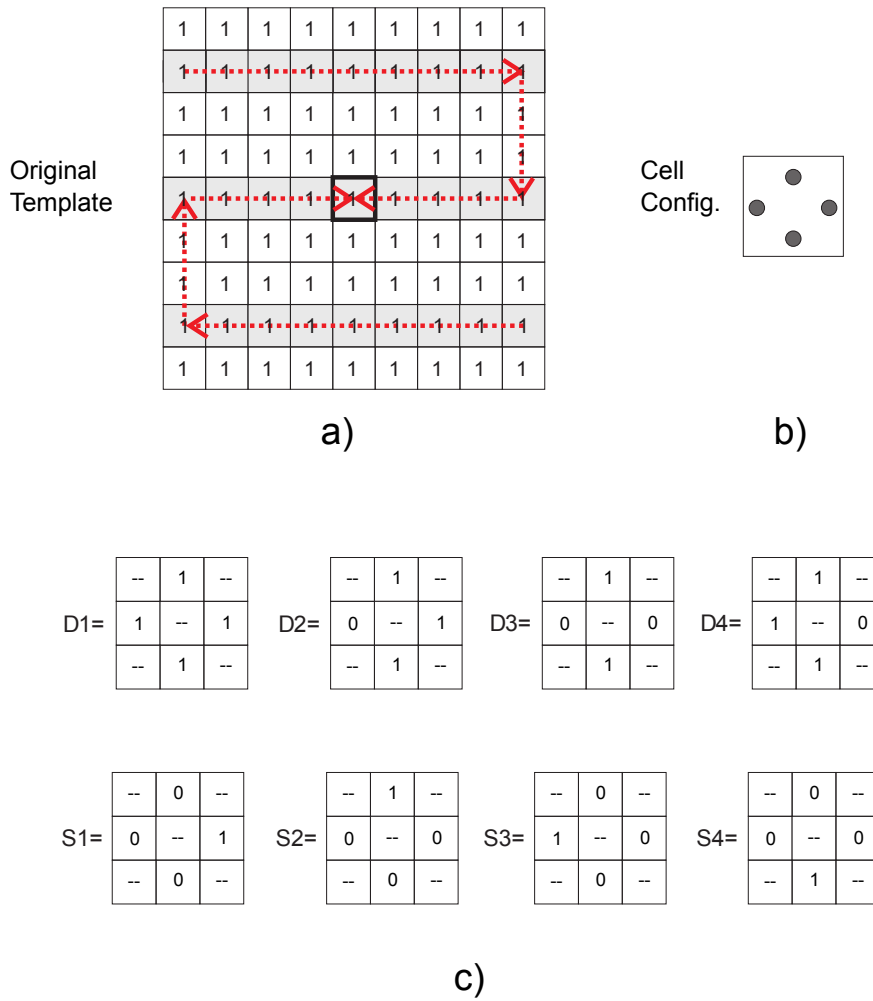 1 1 1 1 1 1 1 1 1
1 1 1 1 1 1 1 1 1
1 1 1 1 1 1 1 1 1
1 1 1 1 1 1 1 1 1
Original
Template
1 1 1 1 1 1 1 1 1
1 1 1 1 1 1 1 1 1
1 1 1 1 1 1 1 1 1
1 1 1 1 1 1 1 1 1
1 1 1 1 1 1 1 1 1
a)
Cell
Config.
b)
D1=
-- 1 --
1 -- 1
-- 1 --
D2=
-- 1 --
0 -- 1
-- 1 --
D3=
-- 1 --
0 -- 0
-- 1 --
D4=
-- 1 --
1 -- 0
-- 1 --
S1=
-- 0 --
0 -- 1
-- 0 --
S2=
-- 1 --
0 -- 0
-- 0 --
S3=
-- 0 --
1 -- 0
-- 0 --
S4=
-- 0 --
0 -- 0
-- 1 --
c)